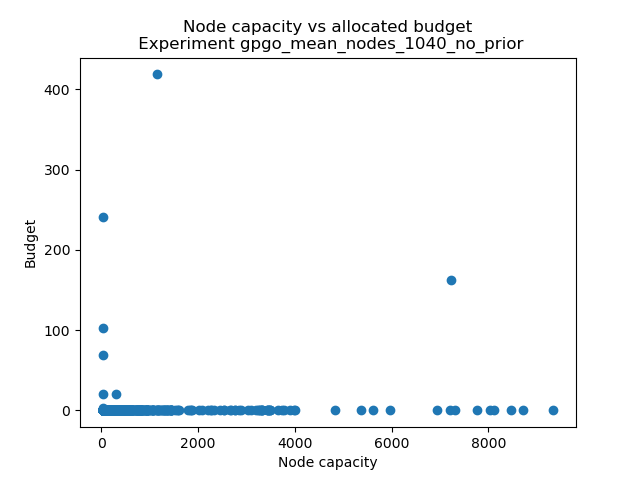 Node capacity vs allocated budget
Experiment gpgo_mean_nodes_1040_no_prior
400
300
200
100
0
Budget
0 2000 4000 6000 8000
Node capacity